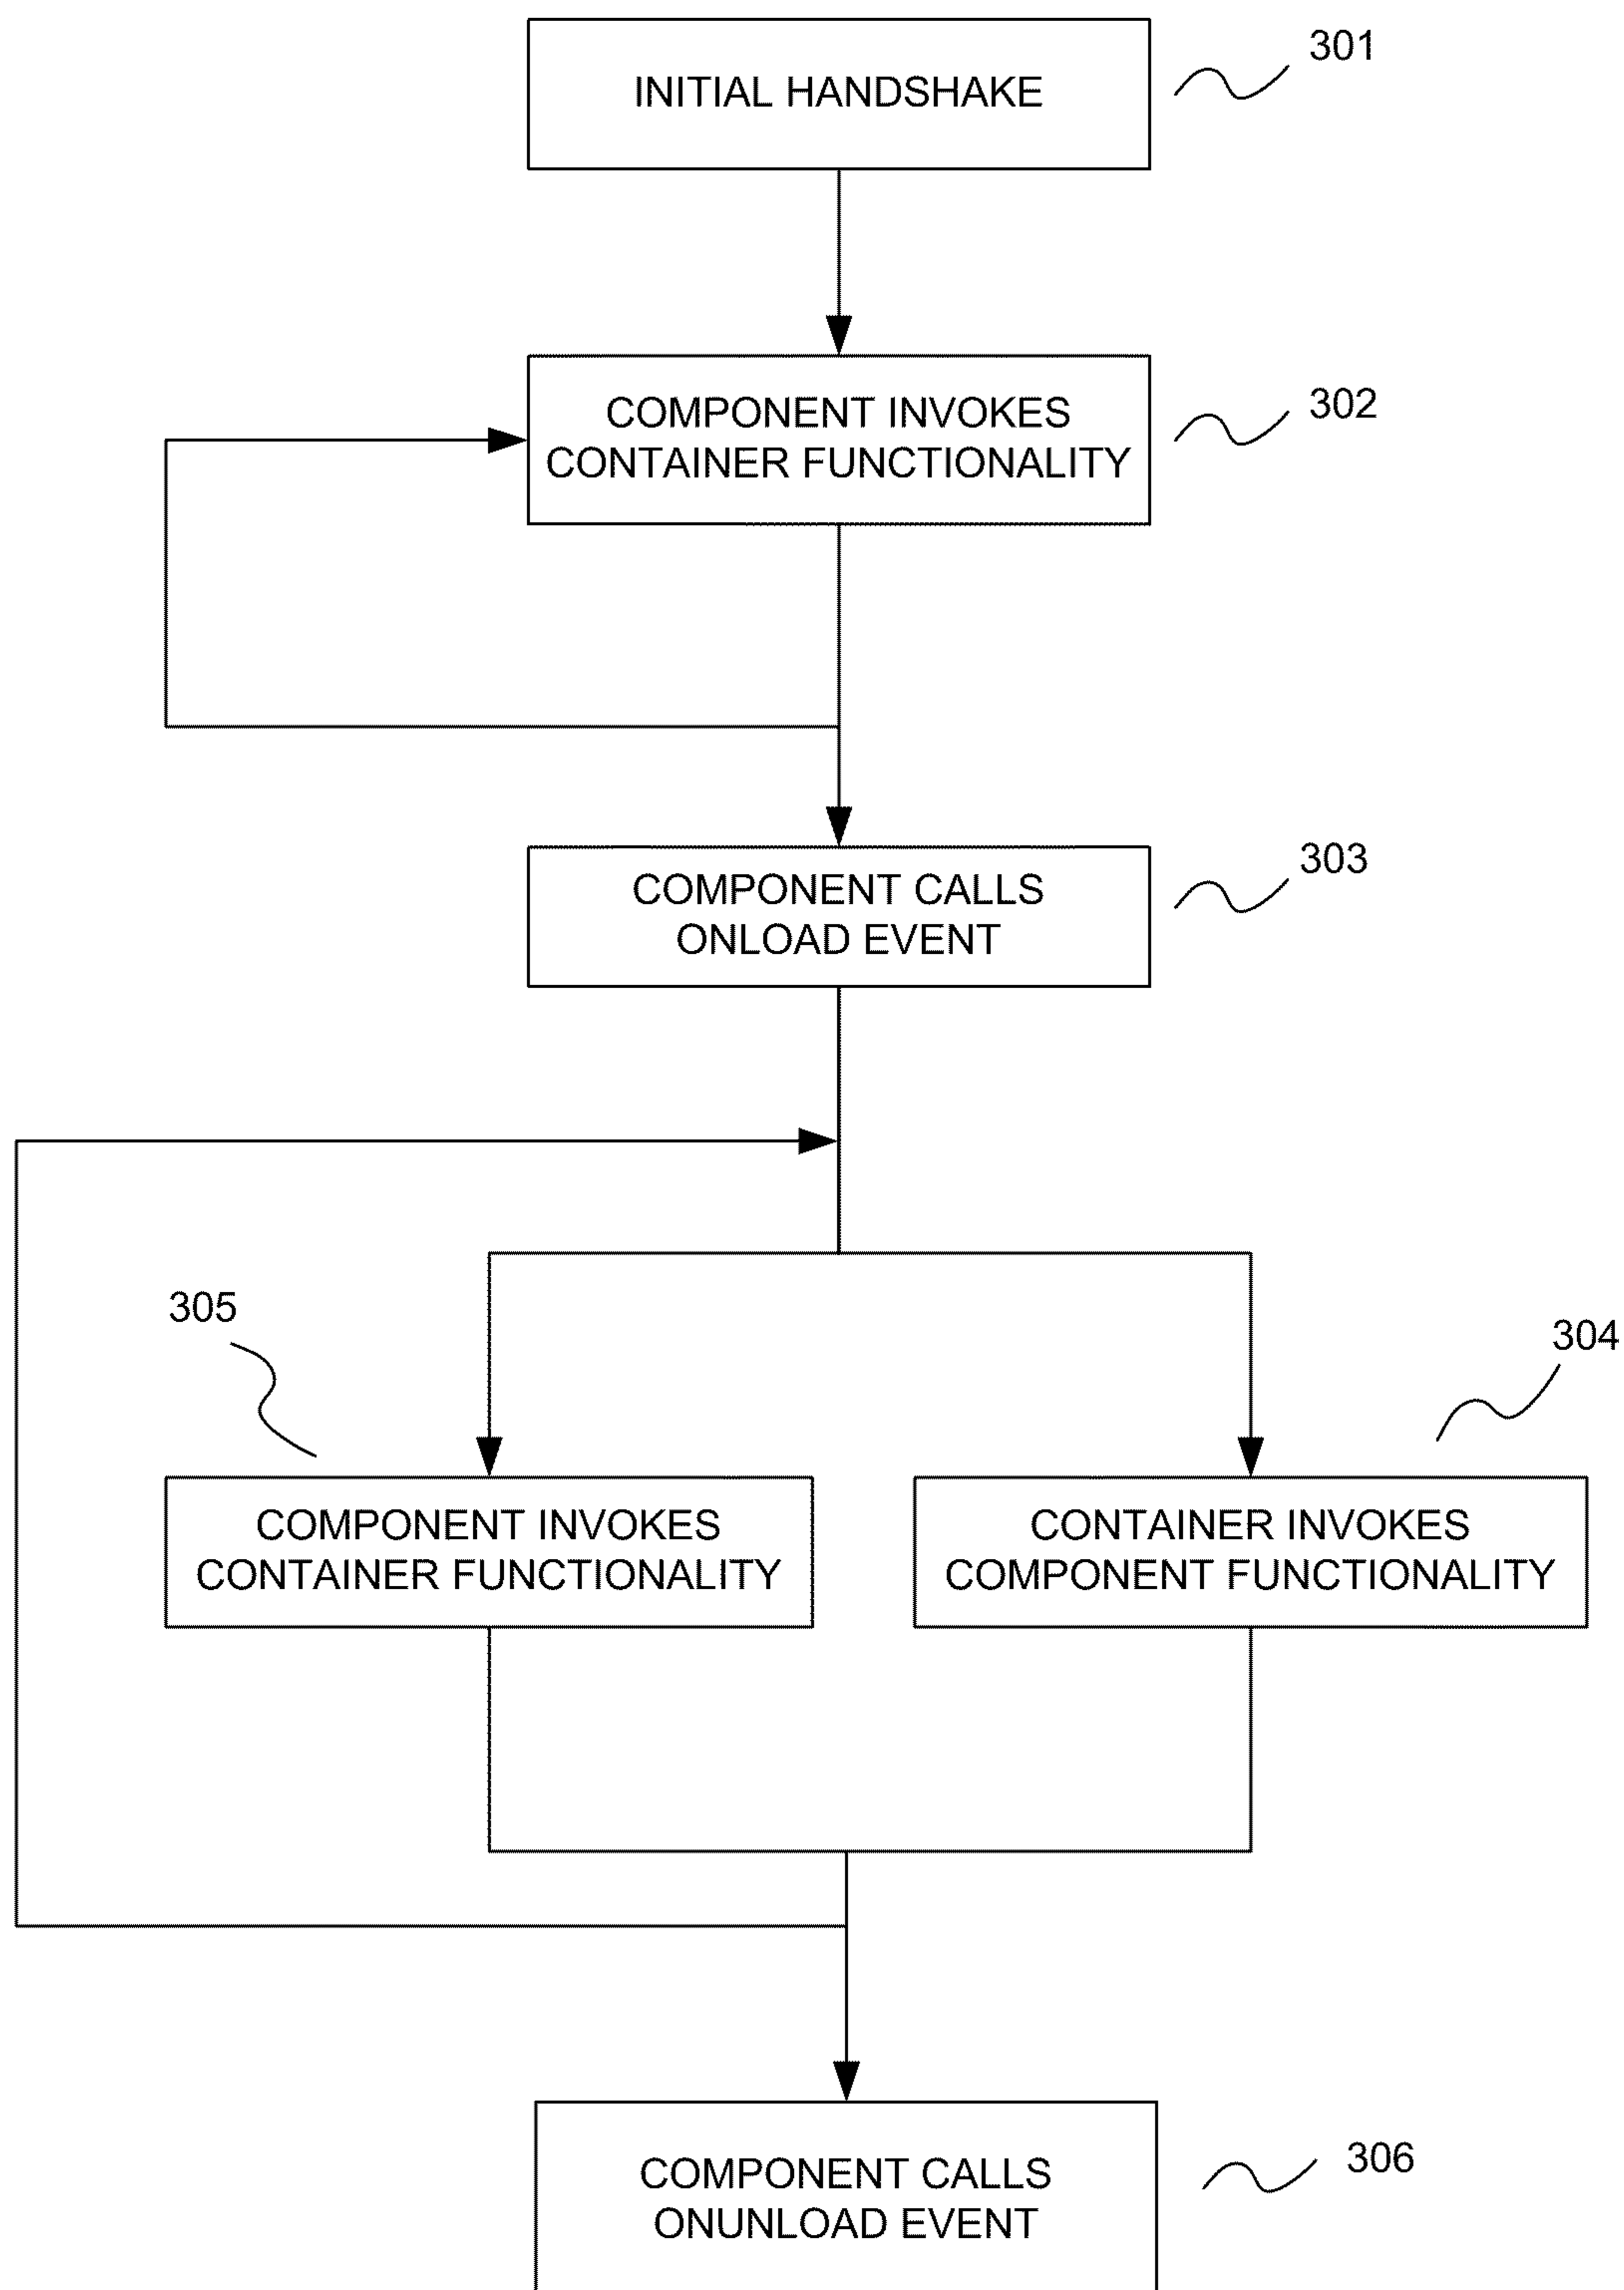 301
INITIAL HANDSHAKE
302
COMPONENT INVOKES
CONTAINER FUNCTIONALITY
303
COMPONENT CALLS
ONLOAD EVENT
305
304
COMPONENT INVOKES
CONTAINER FUNCTIONALITY
CONTAINER INVOKES
COMPONENT FUNCTIONALITY
306
COMPONENT CALLS
ONUNLOAD EVENT